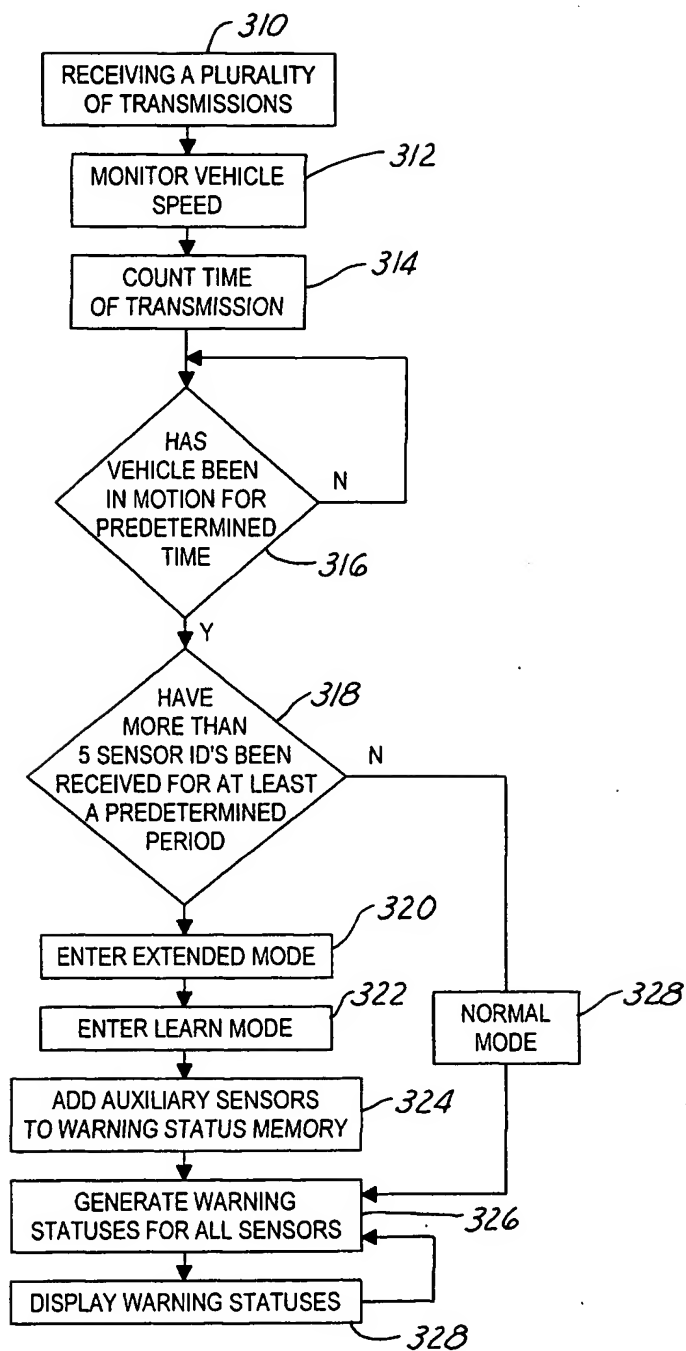 310
RECEIVING A PLURALITY
OF TRANSMISSIONS
312
MONITOR VEHICLE
SPEED
314
COUNT TIME
OF TRANSMISSION
HAS
VEHICLE BEEN
IN MOTION FOR
PREDETERMINED
TIME
N
316
Y
318
HAVE
MORE THAN
5 SENSOR ID'S BEEN
RECEIVED FOR AT LEAST
A PREDETERMINED
PERIOD
N
320
ENTER EXTENDED MODE
322
ENTER LEARN MODE
328
NORMAL
MODE
324
ADD AUXILIARY SENSORS
TO WARNING STATUS MEMORY
GENERATE WARNING
STATUSES FOR ALL SENSORS
326
DISPLAY WARNING STATUSES
328